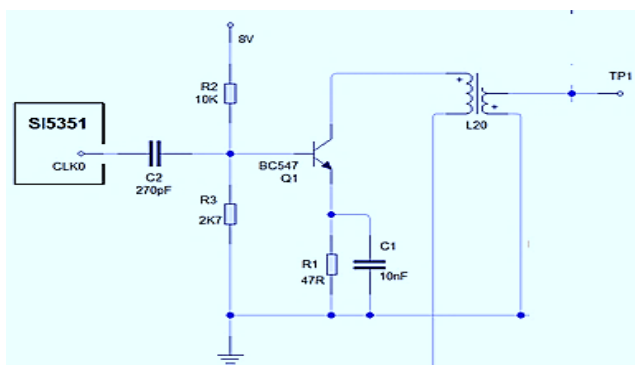 8V
R2
10K
TP1
SI5351
L20
CLK0
BC547
Q1
C2
270pF
R3
2K7
C1
R1
10nF
47R